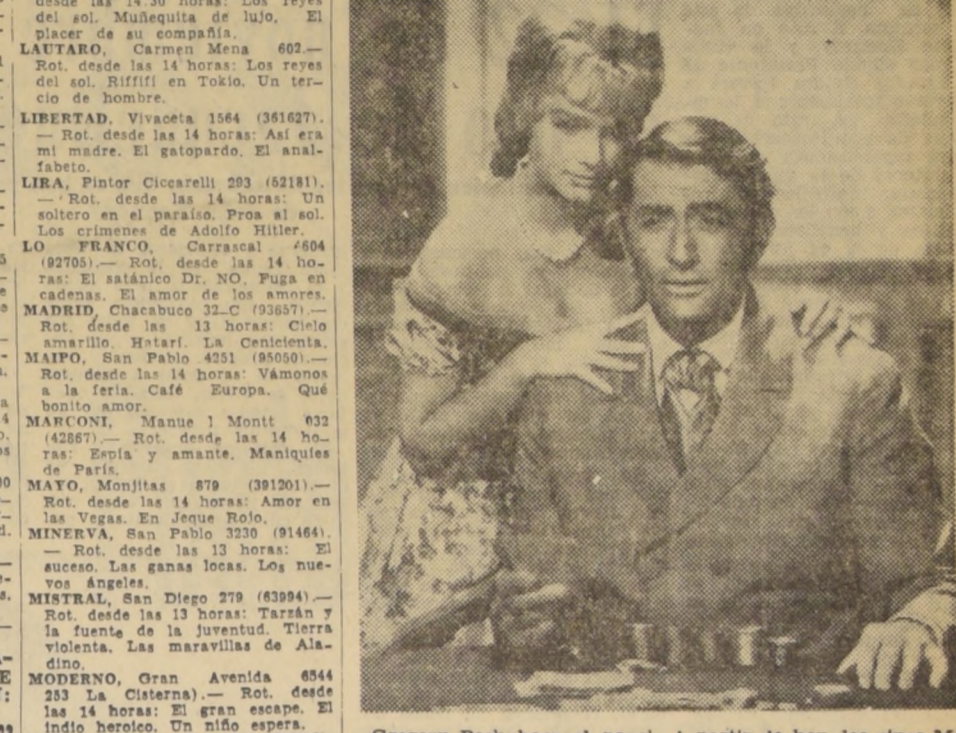 desde las 14.30 horas: Los reyes
del sol. Muñequita de lujo, El
placer de su compañía.
LAUTARO, Carmen Mena 602.—
Rot. desde las 14 horas: Los reyes
del sol. Riffifi en Tokio. Un ter-
cio de hombre.
LIBERTAD. Vivaceta 1564 (361627).
— Rot. desde las 14 horas: Así era
mi madre. El gatopardo. El anal-
fabeto.
LIRA, Pintor Ciccarelli 293 (52181).
— Rot. desde las 14 horas: Un
soltero en el paraíso. Proa al sol.
Los crímenes de Adolfo Hitler.
LO FRANCO, Carrascal 4604
(92705).— Rot. desde las 14 ho-
ras: El satánico Dr. NO. Fuga en
cadenas. El amor de los amores.
MADRID, Chacabuco 32-C (93657).—
Rot. desde las 13 horas: Cielo
amarillo. Hatarí. La Cenicienta.
MAIPO, San Pablo 4251 (95050).—
Rot. desde las 14 horas: Vámonos
a la feria. Café Europa. Qué
bonito amor.
MARCONI, Manue l Montt 032
(42867).— Rot. desde las 14 ho-
ras: Espía y amante. Maniquíes
de París.
MAYO, Monjitas 879 (391201).—
Rot. desde las 14 horas: Amor en
las Vegas. En Jeque Rojo.
MINERVA, San Pablo 3230 (91464).
— Rot. desde las 13 horas: El
suceso. Las ganas locas. Los nue-
vos Ángeles.
MISTRAL, San Diego 279 (63994).—
Rot. desde las 13 horas: Tarzán y
la fuente de la juventud. Tierra
violenta. Las maravillas de Ala-
dino.
MODERNO, Gran Avenida 6544
253 La Cisterna).— Rot. desde
las 14 horas: El gran escape. El
indio heroico. Un niño espera.